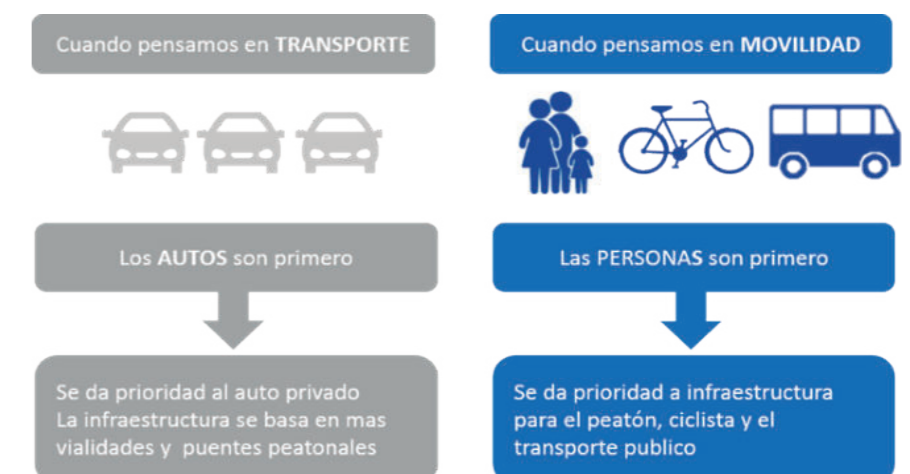 Cuando pensamos en TRANSPORTE
Los AUTOS son primero
Se da prioridad al auto privado
La infraestructura se basa en mas
vialidades y puentes peatonales
Cuando pensamos en MOVILIDAD
Las PERSONAS son primero
Se da prioridad a infraestructura
para el peatón, ciclista y el
transporte publico